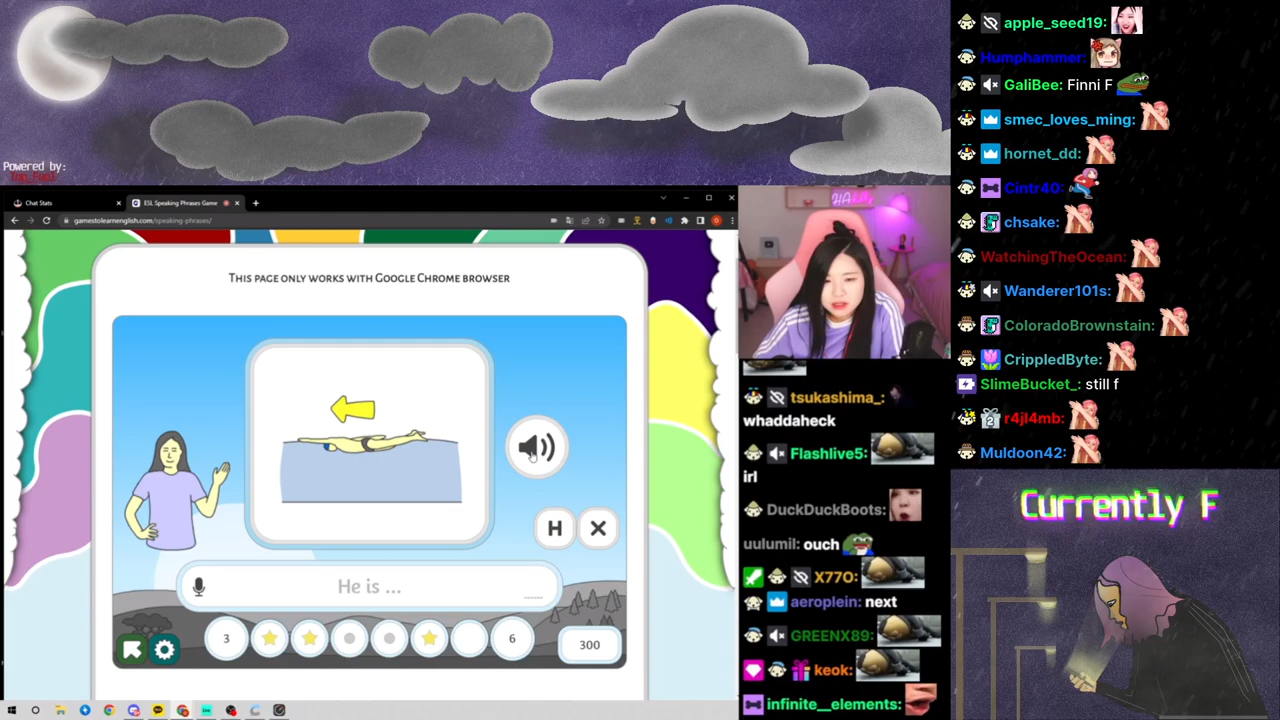 Powered by:
Chat Stats
ESL Speaking Phrases Game
gamestolearnenglish.com/speaking-phrases/
This page only works with Google Chrome browser
H
X
He is ...
3
6
300
tsukashima_:
whaddaheck
Flashlive5:
irl
DuckDuckBoots:
uulumil: ouch
X77O:
aeroplein: next
GREENX89:
keok:
infinite__elements:
apple_seed19:
Humphammer:
GaliBee: Finni F
smec_loves_ming:
hornet_dd:
Cintr40:
chsake:
WatchingTheOcean:
Wanderer101s:
ColoradoBrownstain:
CrippledByte:
SlimeBucket_: still f
2
r4jl4mb:
Muldoon42:
Currently F